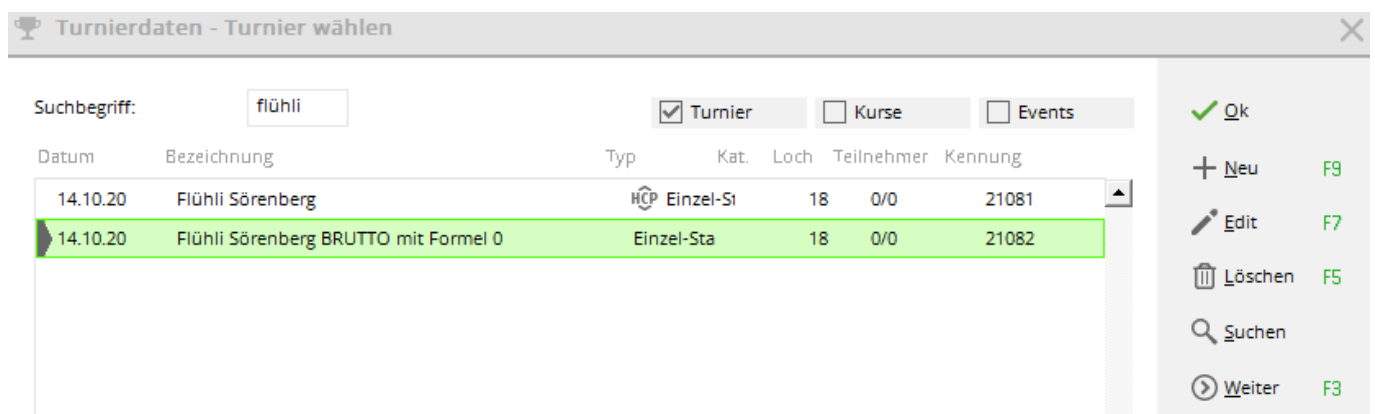 Turnierdaten - Turnier wählen
Suchbegriff: flühli Turnier Kurse Events
Datum Bezeichnung Typ Kat. Loch Teilnehmer Kennung
14.10.20 Flühli Sörenberg HCP Einzel-St 18 0/0 21081
14.10.20 Flühli Sörenberg BRUTTO mit Formel 0 Einzel-Sta 18 0/0 21082
Ok
Neu F9
Edit F7
Löschen F5
Suchen
Weiter F3